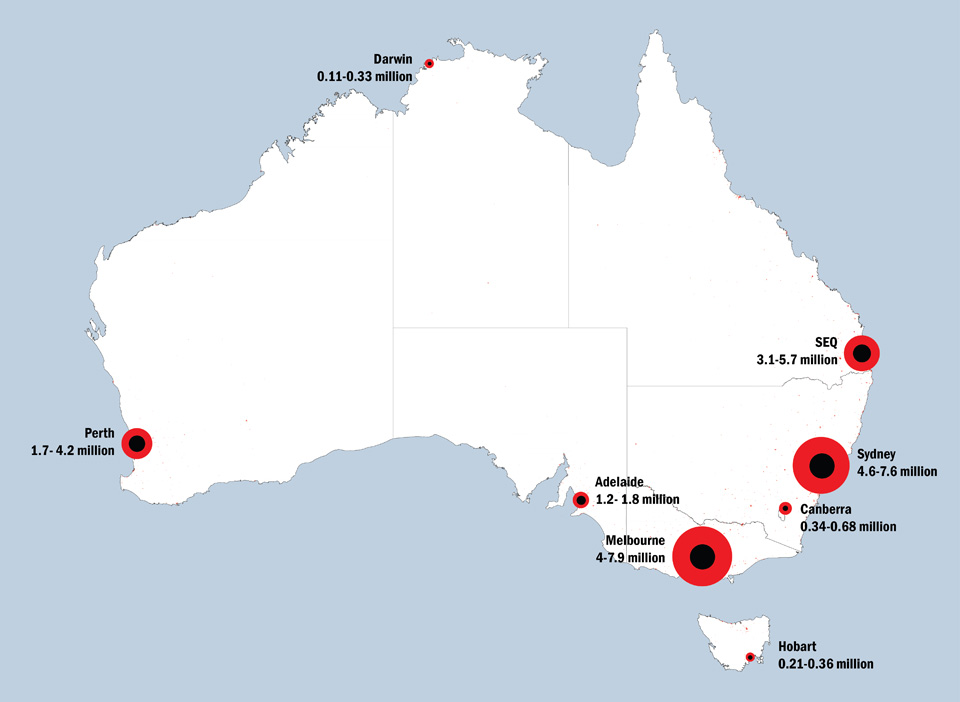 Darwin
0.11-0.33 million
SEQ
3.1-5.7 million
Perth
1.7- 4.2 million
Sydney
4.6-7.6 million
Adelaide
1.2- 1.8 million
Canberra
0.34-0.68 million
Melbourne
4-7.9 million
Hobart
0.21-0.36 million